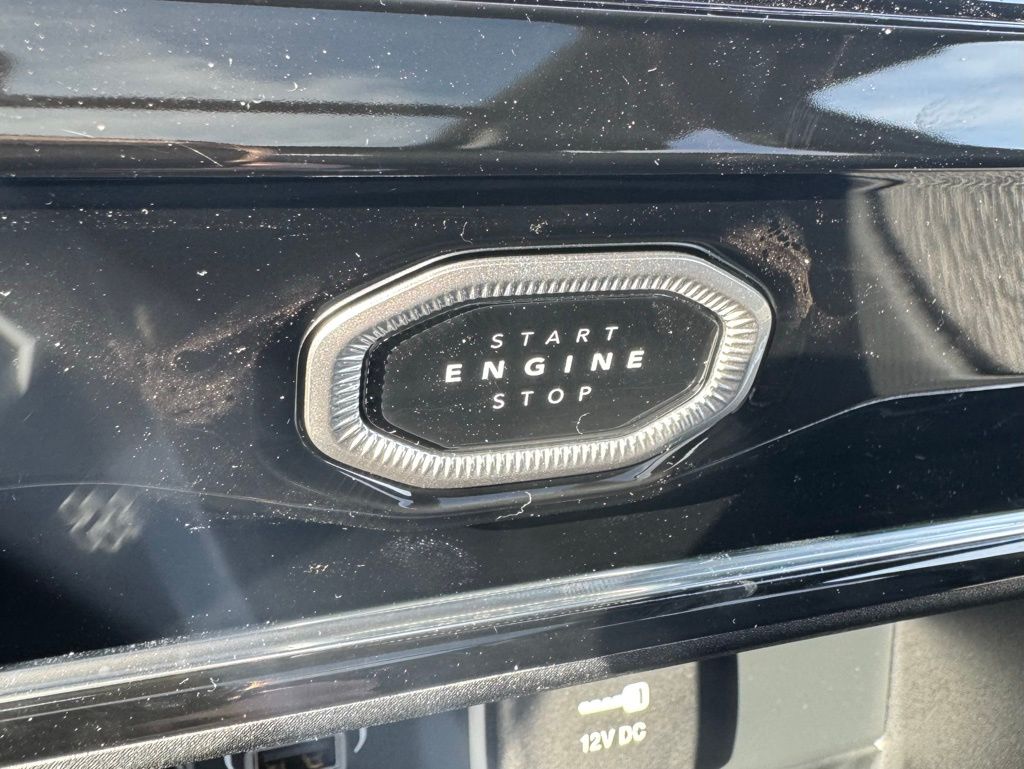 START
ENGINE
STOP
12V DC